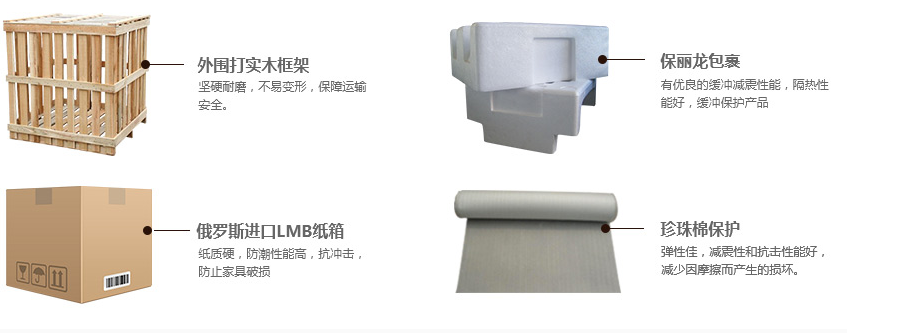 外围打实木框架
坚硬耐磨，不易变形，保障运输
安全。
保丽龙包裹
有优良的缓冲减震性能，隔热性
能好，缓冲保护产品
俄罗斯进口LMB纸箱
纸质硬，防潮性能高，抗冲击，
防止家具破损
珍珠棉保护
弹性佳，减震性和抗击性能好，
减少因摩擦而产生的损坏。